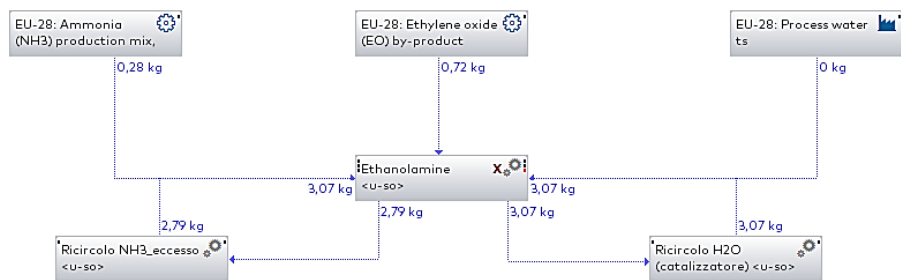 EU-28: Ammonia
(NH3) production mix,
EU-28: Ethylene oxide
(EO) by-product
EU-28: Process water
ts
0,28 kg
0,72 kg
0 kg
Ethanolamine
<u-so>
X
3,07 kg
3,07 kg
2,79 kg
3,07 kg
2,79 kg
3,07 kg
Ricircolo NH3_eccesso
<u-so>
Ricircolo H2O
(catalizzatore) <u-so>